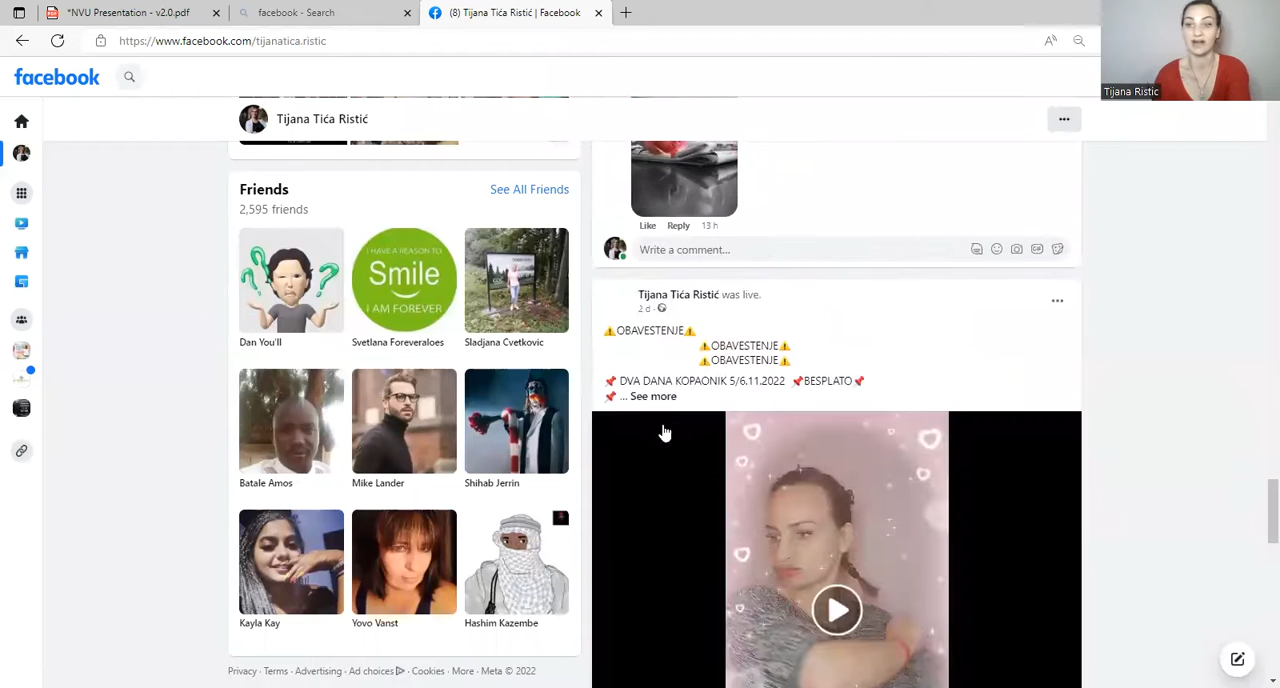 *NVU Presentation - v2.0.pdf
facebook - Search
(8) Tijana Tića Ristić | Facebook
https://www.facebook.com/tijanatica.ristic
Tijana Ristic
facebook
Tijana Tića Ristić
Friends
See All Friends
2,595 friends
I HAVE A REASON TO
Smile
I AM FOREVER
Dan You'll
Svetlana Foreveraloes
Sladjana Cvetkovic
Batale Amos
Mike Lander
Shihab Jerrin
Kayla Kay
Yovo Vanst
Hashim Kazembe
Privacy · Terms · Advertising · Ad choices · Cookies · More · Meta © 2022
Like Reply 13 h
Write a comment...
Tijana Tića Ristić was live.
2 d ·
⚠️OBAVESTENJE⚠️
⚠️OBAVESTENJE⚠️
⚠️OBAVESTENJE⚠️
📌 DVA DANA KOPAONIK 5/6.11.2022 📌BESPLATO📌
📌 ... See more